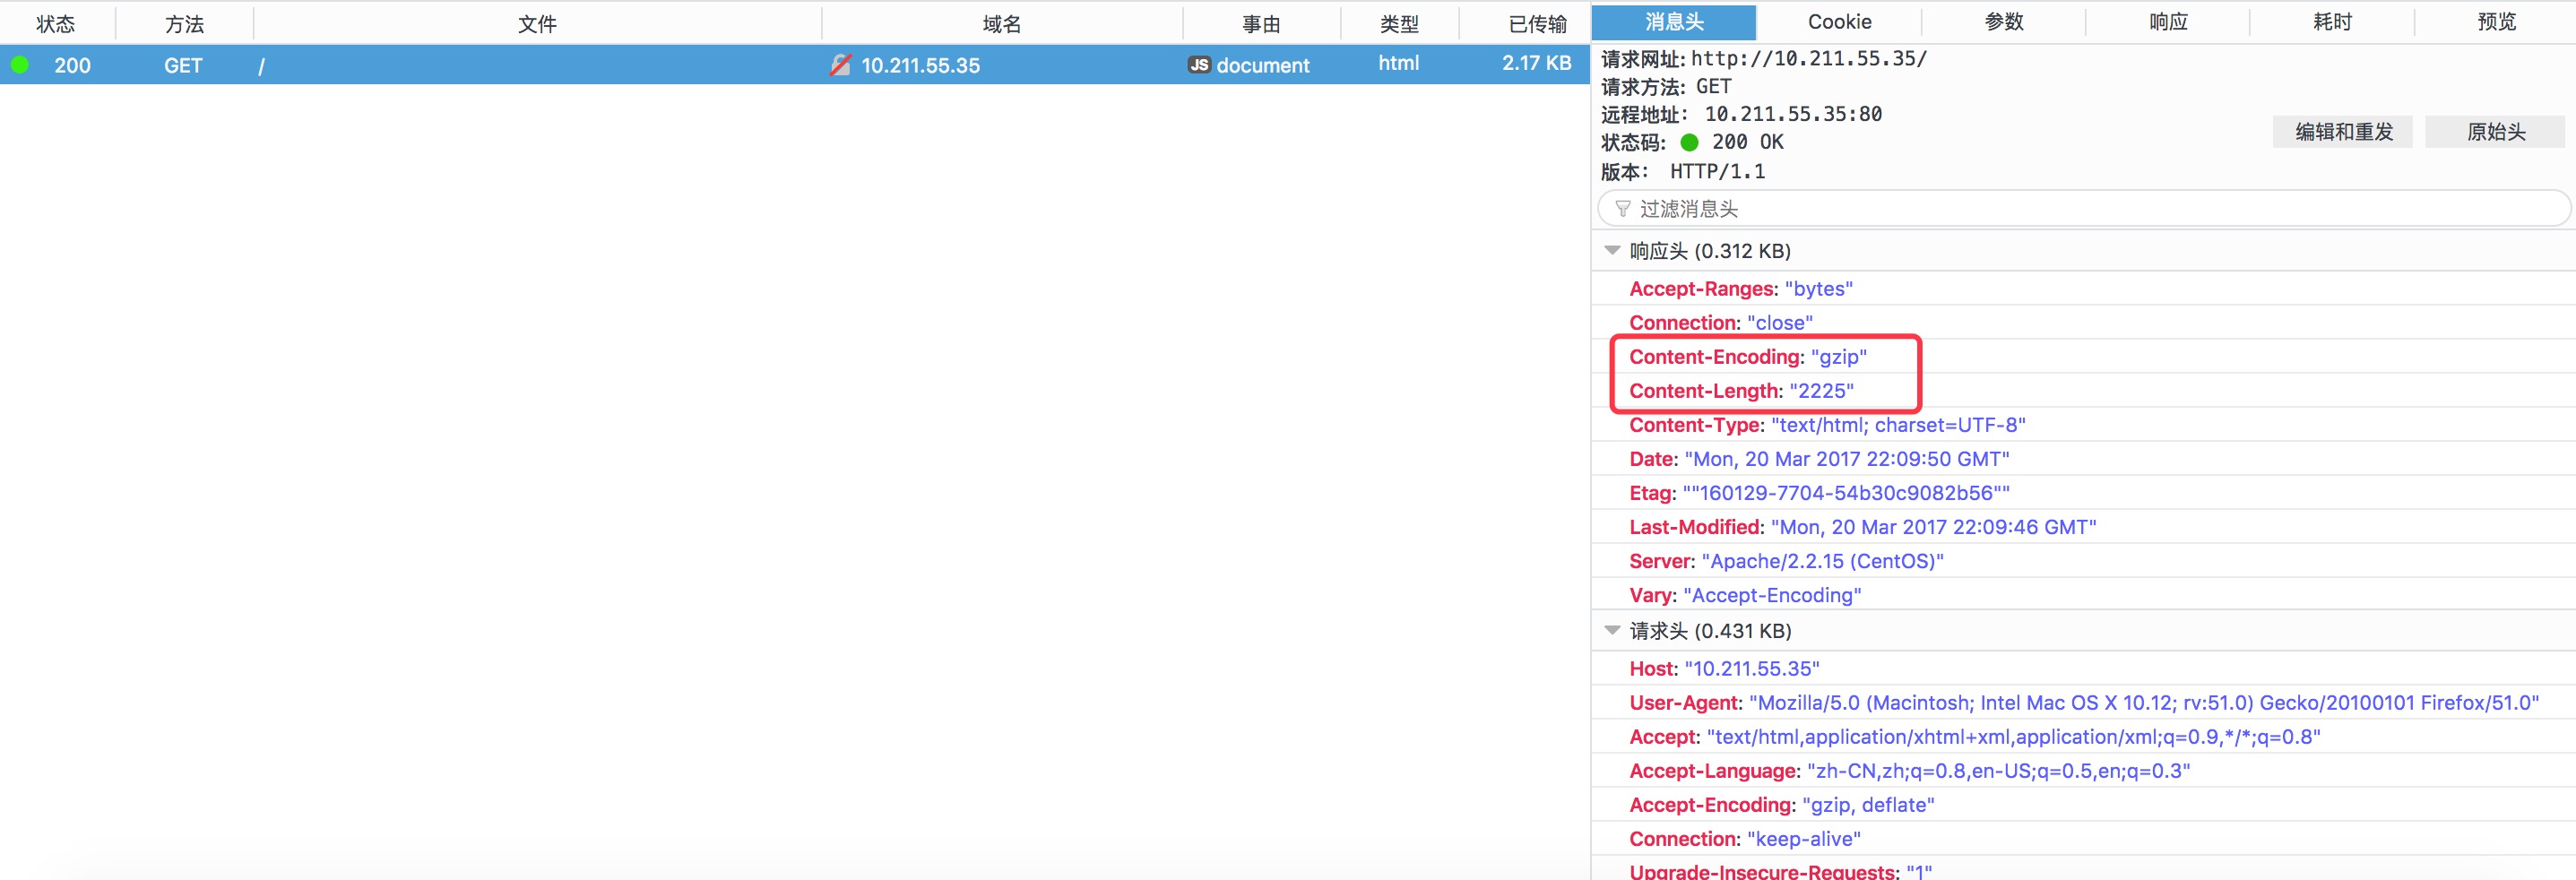 状态 方法 文件 域名 事由 类型 已传输
200 GET / 10.211.55.35 JS document html 2.17 KB
消息头 Cookie 参数 响应 耗时 预览
请求网址: http://10.211.55.35/
请求方法: GET
远程地址: 10.211.55.35:80
状态码: 200 OK
编辑和重发 原始头
版本: HTTP/1.1
过滤消息头
响应头 (0.312 KB)
Accept-Ranges: "bytes"
Connection: "close"
Content-Encoding: "gzip"
Content-Length: "2225"
Content-Type: "text/html; charset=UTF-8"
Date: "Mon, 20 Mar 2017 22:09:50 GMT"
Etag: ""160129-7704-54b30c9082b56""
Last-Modified: "Mon, 20 Mar 2017 22:09:46 GMT"
Server: "Apache/2.2.15 (CentOS)"
Vary: "Accept-Encoding"
请求头 (0.431 KB)
Host: "10.211.55.35"
User-Agent: "Mozilla/5.0 (Macintosh; Intel Mac OS X 10.12; rv:51.0) Gecko/20100101 Firefox/51.0"
Accept: "text/html,application/xhtml+xml,application/xml;q=0.9,*/*;q=0.8"
Accept-Language: "zh-CN,zh;q=0.8,en-US;q=0.5,en;q=0.3"
Accept-Encoding: "gzip, deflate"
Connection: "keep-alive"
Upgrade-Insecure-Requests: "1"